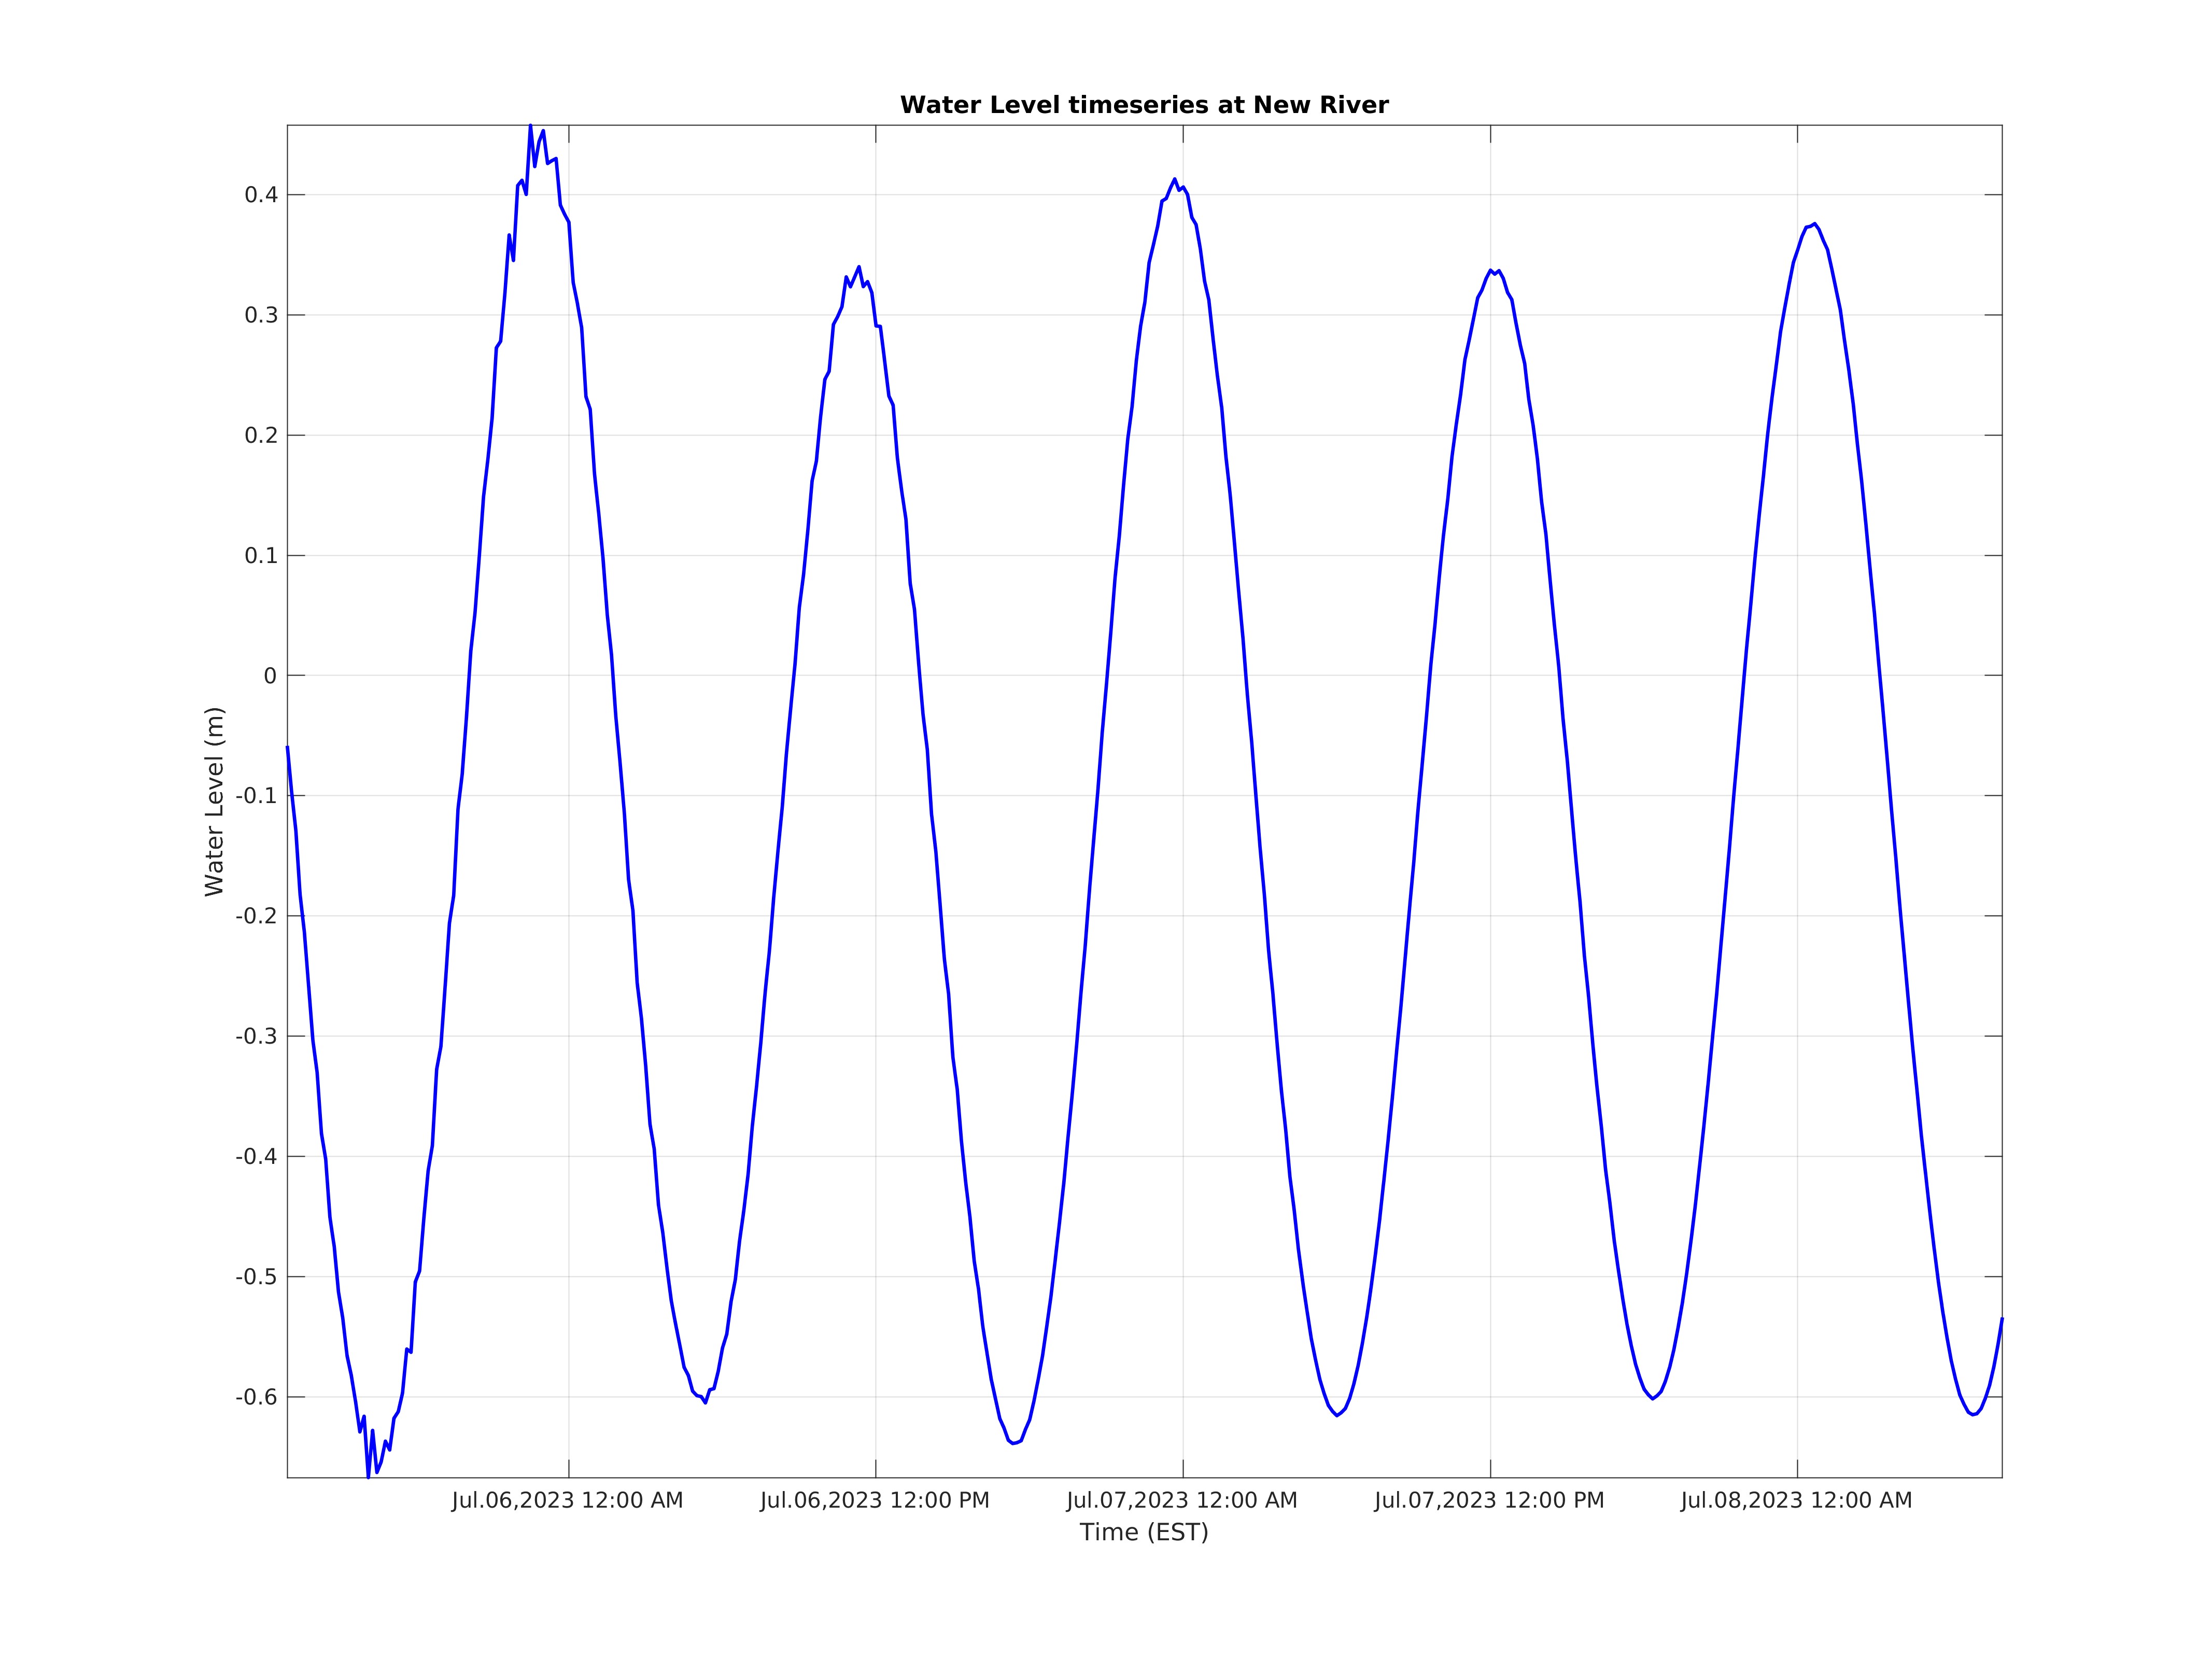 Water Level timeseries at New River
0.4
0.3
0.2
0.1
0
-0.1
-0.2
-0.3
-0.4
-0.5
-0.6
Water Level (m)
Jul.06,2023 12:00 AM
Jul.06,2023 12:00 PM
Jul.07,2023 12:00 AM
Jul.07,2023 12:00 PM
Jul.08,2023 12:00 AM
Time (EST)